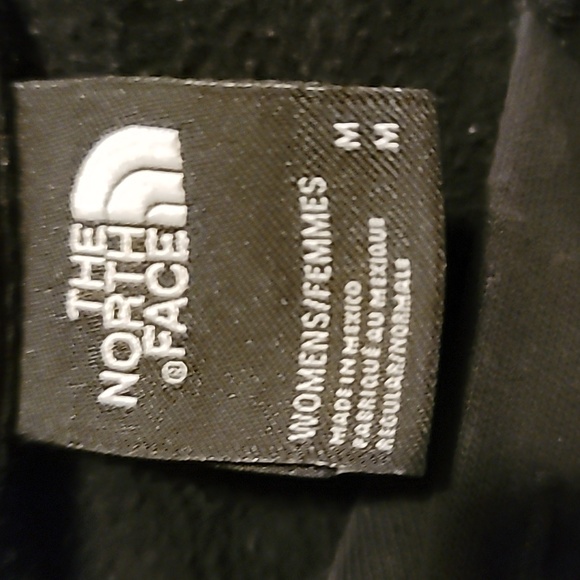 THE
NORTH
®FACE
WOMENS/FEMMES
MADE IN MEXICO M
FABRIQUÉ AU MEXIQUE
REGULAR/NORMALE M